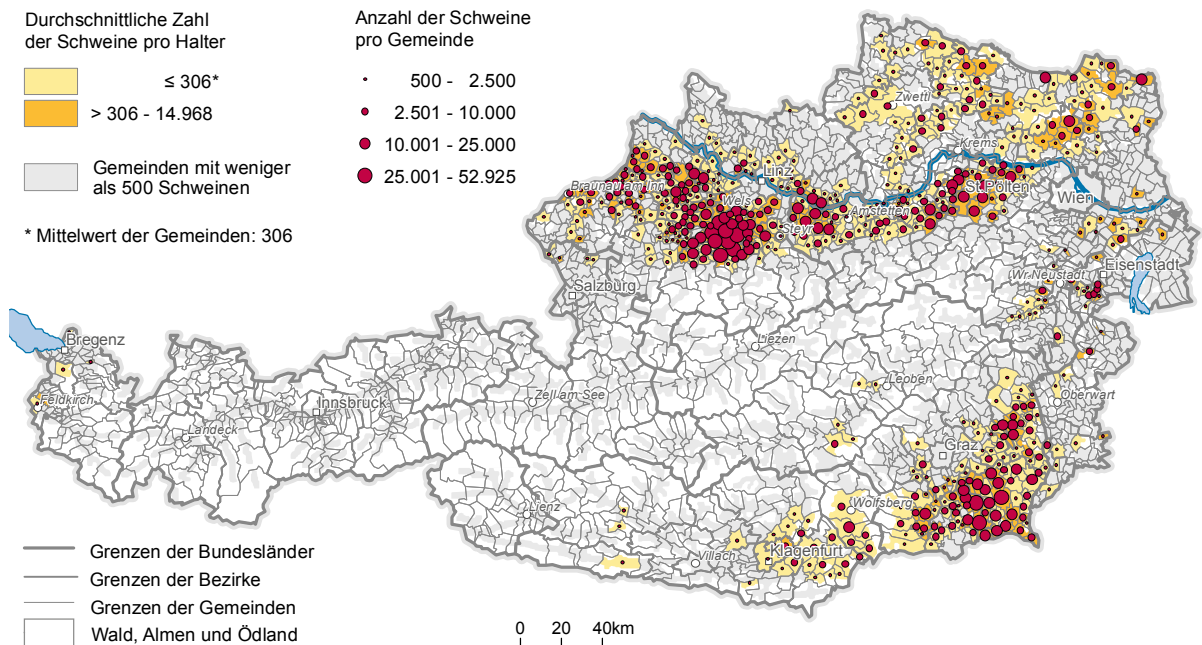 Durchschnittliche Zahl
der Schweine pro Halter
≤ 306*
> 306 - 14.968
Gemeinden mit weniger
als 500 Schweinen
* Mittelwert der Gemeinden: 306
Anzahl der Schweine
pro Gemeinde
500 - 2.500
2.501 - 10.000
10.001 - 25.000
25.001 - 52.925
Zwettl
Krems
Linz
Braunau am Inn
St.Pölten
Wels
Wien
Amstetten
Steyr
Eisenstadt
Wr.Neustadt
Salzburg
Bregenz
Liezen
Leoben
Feldkirch
Innsbruck
Zell am See
Oberwart
Landeck
Graz
Lienz
Wolfsberg
Villach
Klagenfurt
Grenzen der Bundesländer
Grenzen der Bezirke
Grenzen der Gemeinden
Wald, Almen und Ödland
0 20 40km